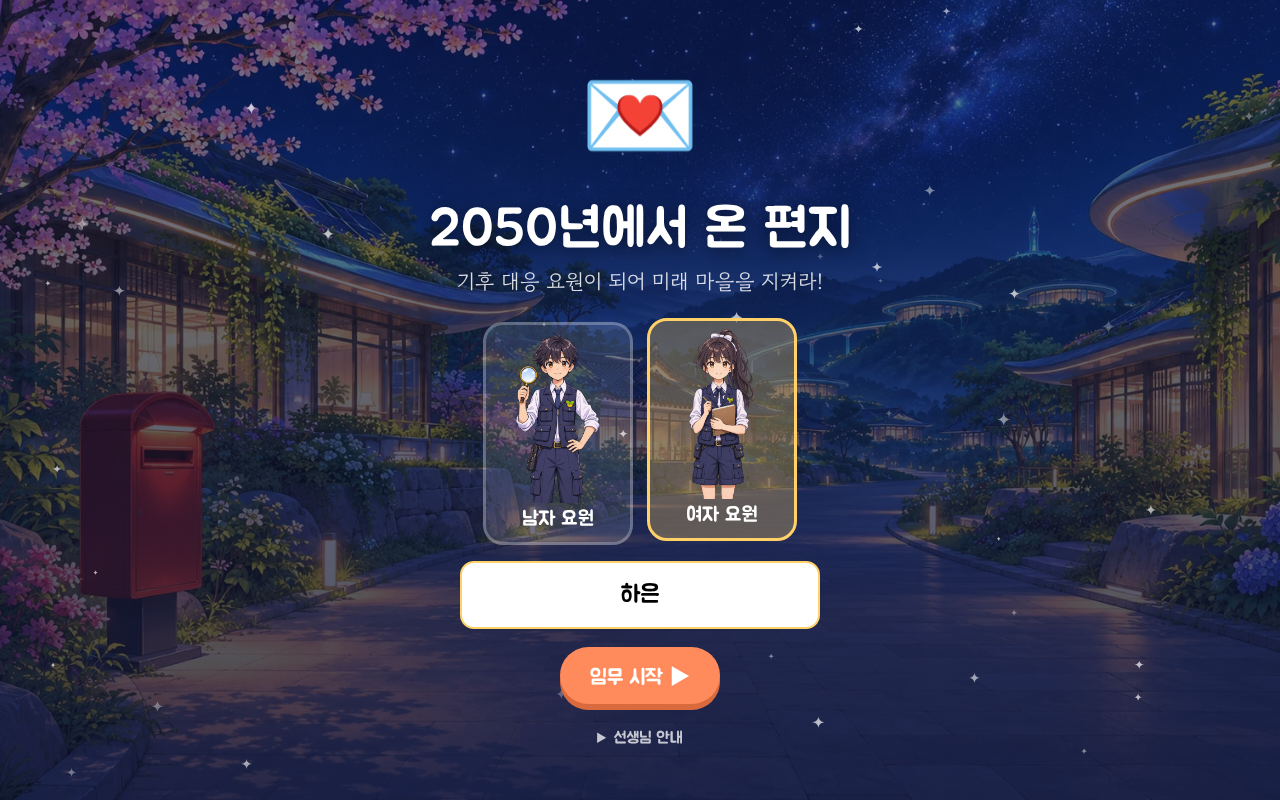 2050년에서 온 편지
기후 대응 요원이 되어 미래 마을을 지켜라!
남자 요원
여자 요원
하은
임무 시작 ▶
▶ 선생님 안내